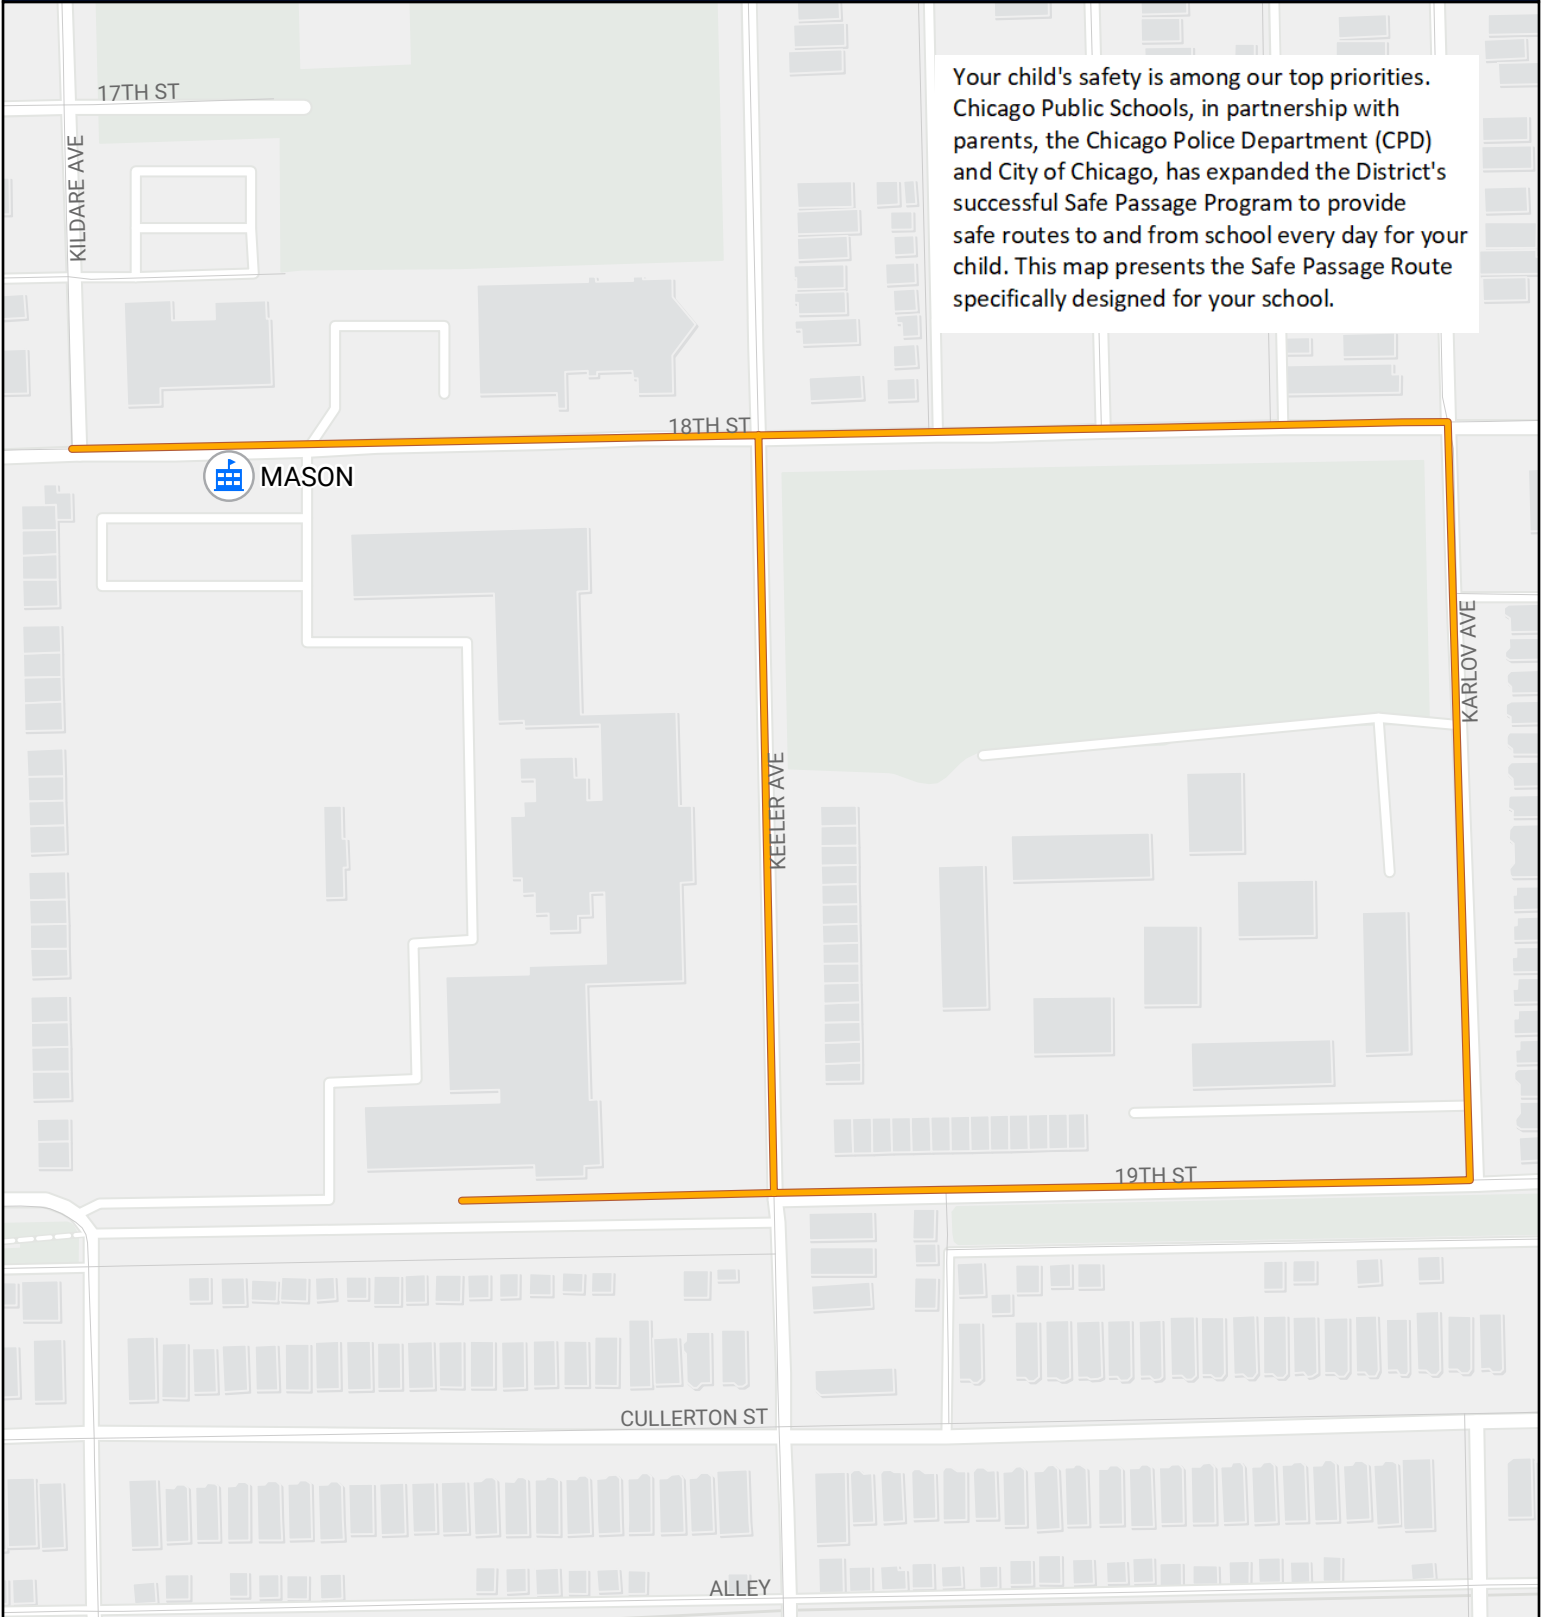 17TH ST
KILDARE AVE
Your child's safety is among our top priorities.
Chicago Public Schools, in partnership with
parents, the Chicago Police Department (CPD)
and City of Chicago, has expanded the District's
successful Safe Passage Program to provide
safe routes to and from school every day for your
child. This map presents the Safe Passage Route
specifically designed for your school.
18TH ST
MASON
KARLOV AVE
KEELER AVE
19TH ST
CULLERTON ST
ALLEY